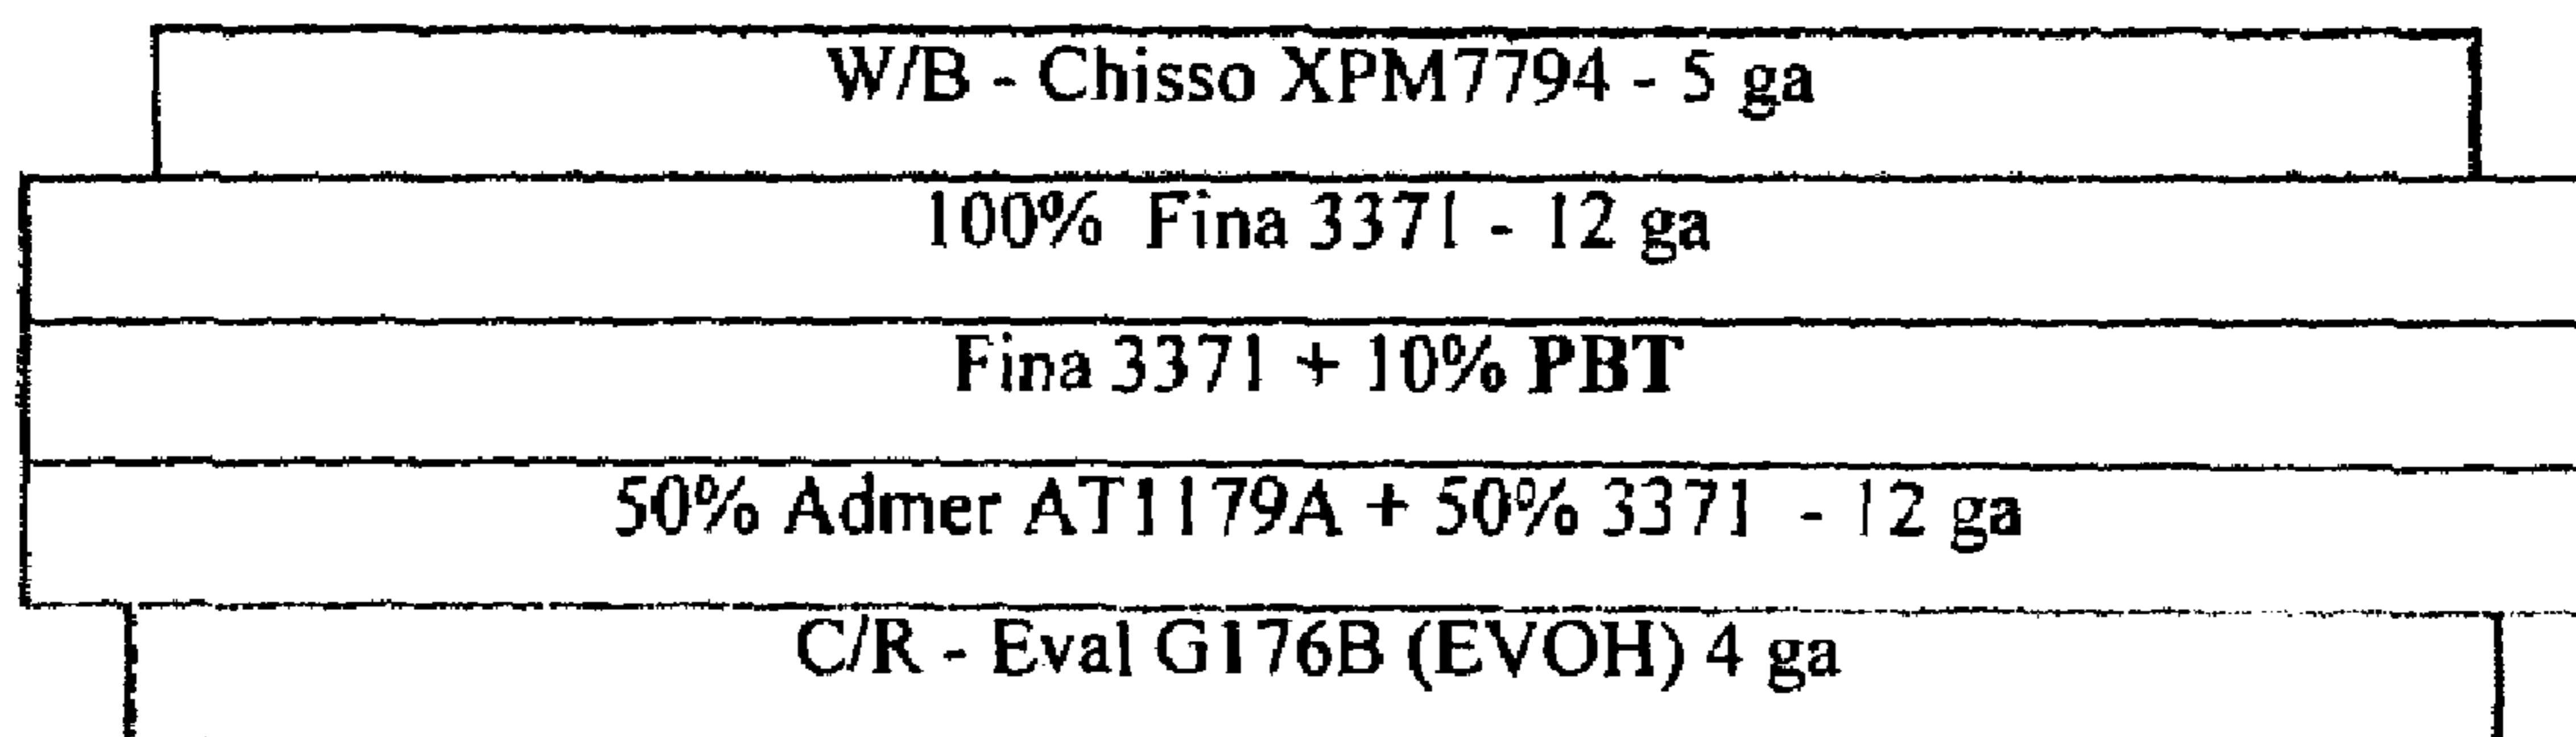 W/B - Chisso XPM7794 - 5 ga
100% Fina 3371 - 12 ga
Fina 3371 + 10% PBT
50% Admer AT1179A + 50% 3371 - 12 ga
C/R - Eval G176B (EVOH) 4 ga